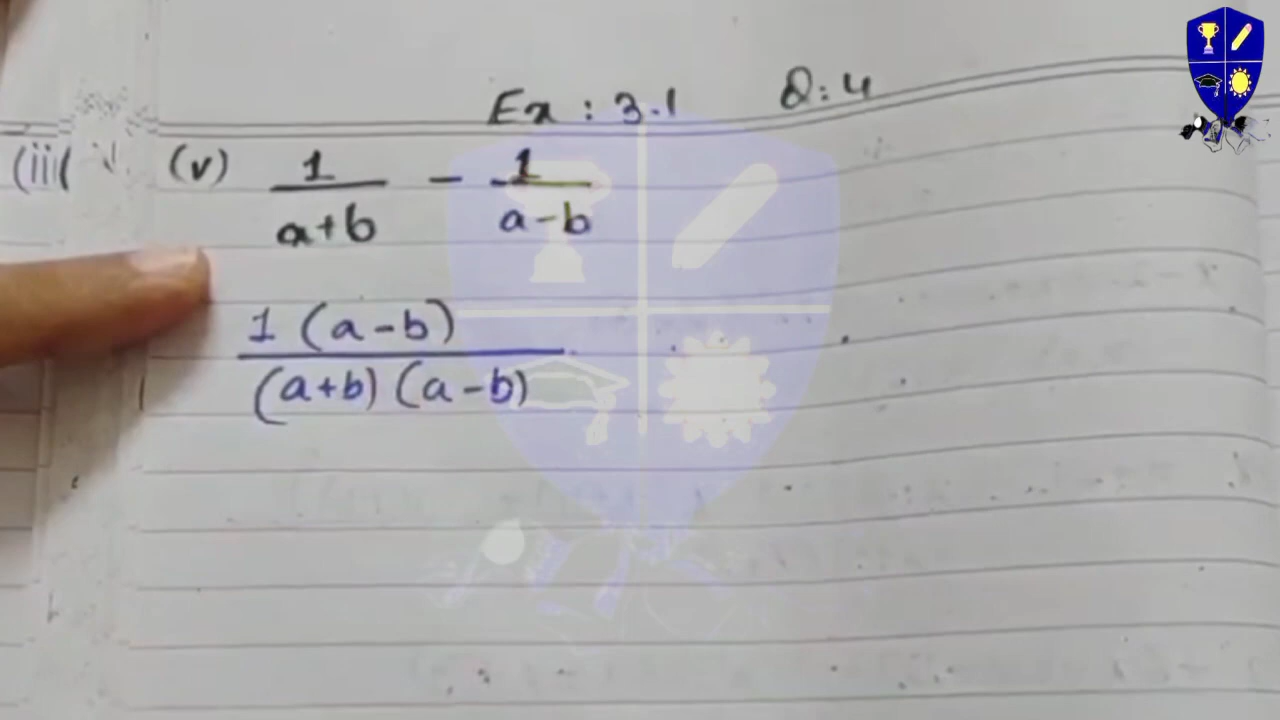 Ex : 3.1 Q:4
(iii(
(v) 1/(a+b) - 1/(a-b)
1 (a-b)
(a+b) (a-b)